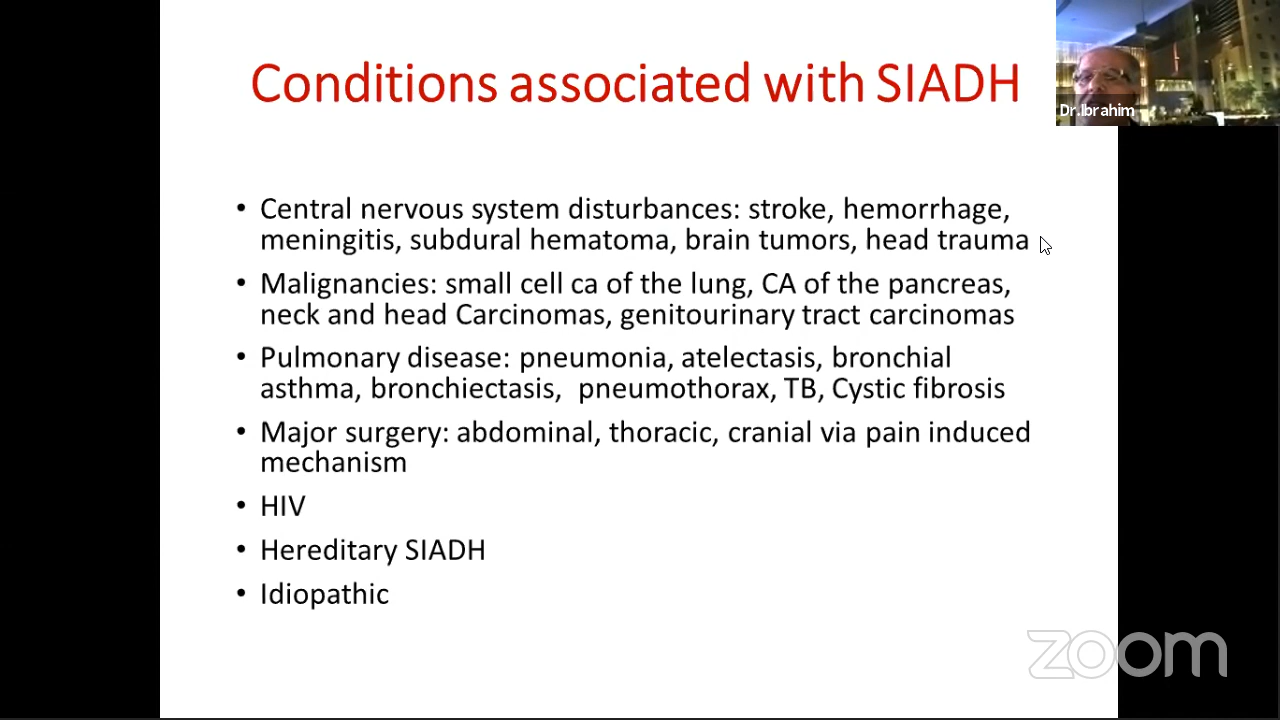 Conditions associated with SIADH
Dr.Ibrahim
• Central nervous system disturbances: stroke, hemorrhage,
meningitis, subdural hematoma, brain tumors, head trauma
• Malignancies: small cell ca of the lung, CA of the pancreas,
neck and head Carcinomas, genitourinary tract carcinomas
• Pulmonary disease: pneumonia, atelectasis, bronchial
asthma, bronchiectasis,  pneumothorax, TB, Cystic fibrosis
• Major surgery: abdominal, thoracic, cranial via pain induced
mechanism
• HIV
• Hereditary SIADH
• Idiopathic
zoom